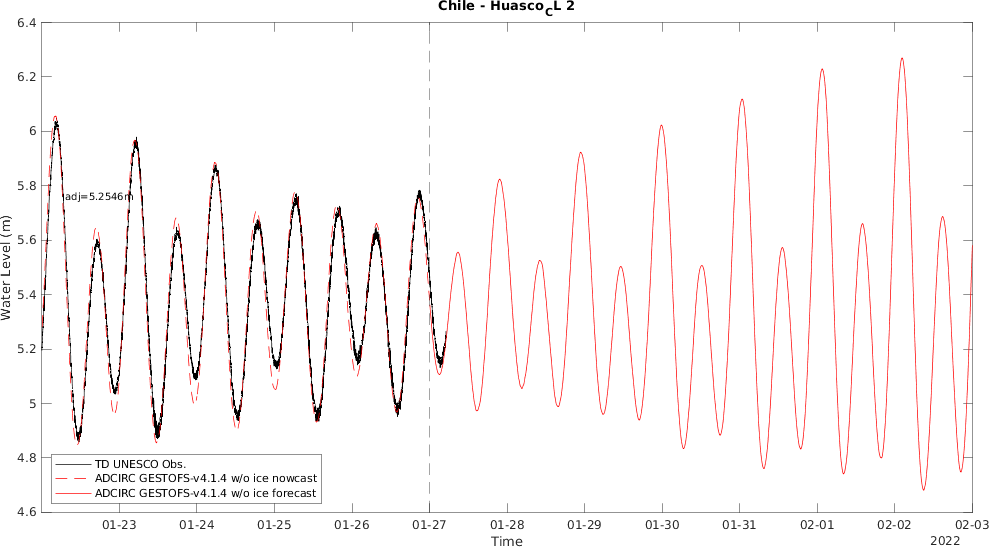 Chile - Huasco_CL 2
6.4
6.2
6
5.8
5.6
5.4
5.2
5
4.8
4.6
Water Level (m)
adj=5.2546m
TD UNESCO Obs.
ADCIRC GESTOFS-v4.1.4 w/o ice nowcast
ADCIRC GESTOFS-v4.1.4 w/o ice forecast
01-23 01-24 01-25 01-26 01-27 01-28 01-29 01-30 01-31 02-01 02-02 02-03
Time
2022